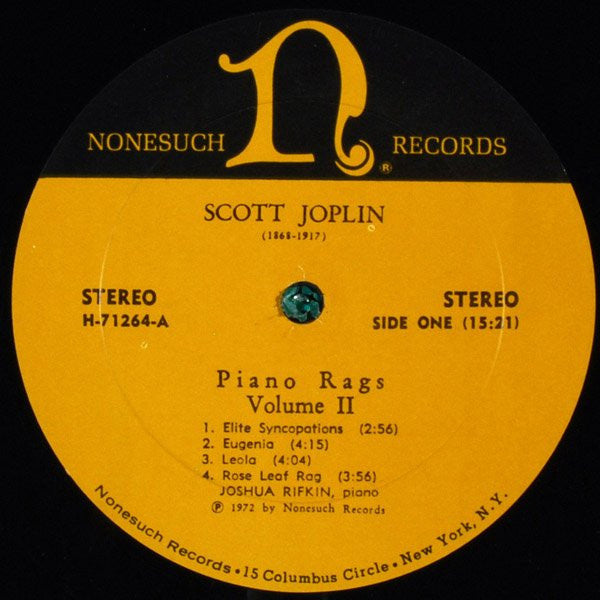 n
NONESUCH RECORDS
®
SCOTT JOPLIN
(1868-1917)
STEREO STEREO
H-71264-A SIDE ONE (15:21)
Piano Rags
Volume II
1. Elite Syncopations (2:56)
2. Eugenia (4:15)
3. Leola (4:04)
4. Rose Leaf Rag (3:56)
JOSHUA RIFKIN, piano
℗ 1972 by Nonesuch Records
Nonesuch Records • 15 Columbus Circle • New York, N.Y.